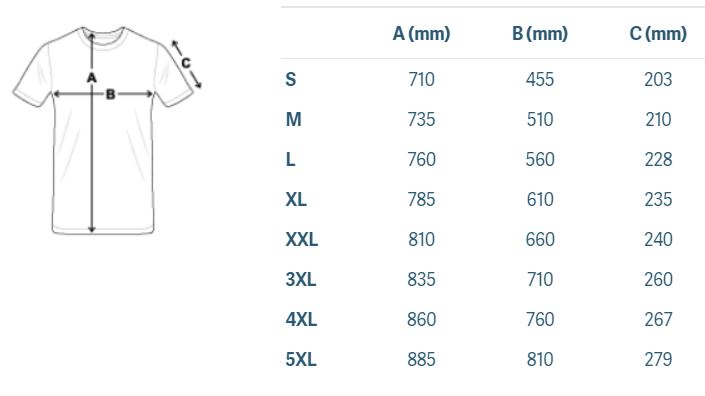 A (mm) B (mm) C (mm)
S 710 455 203
M 735 510 210
L 760 560 228
XL 785 610 235
XXL 810 660 240
3XL 835 710 260
4XL 860 760 267
5XL 885 810 279
C
A
B